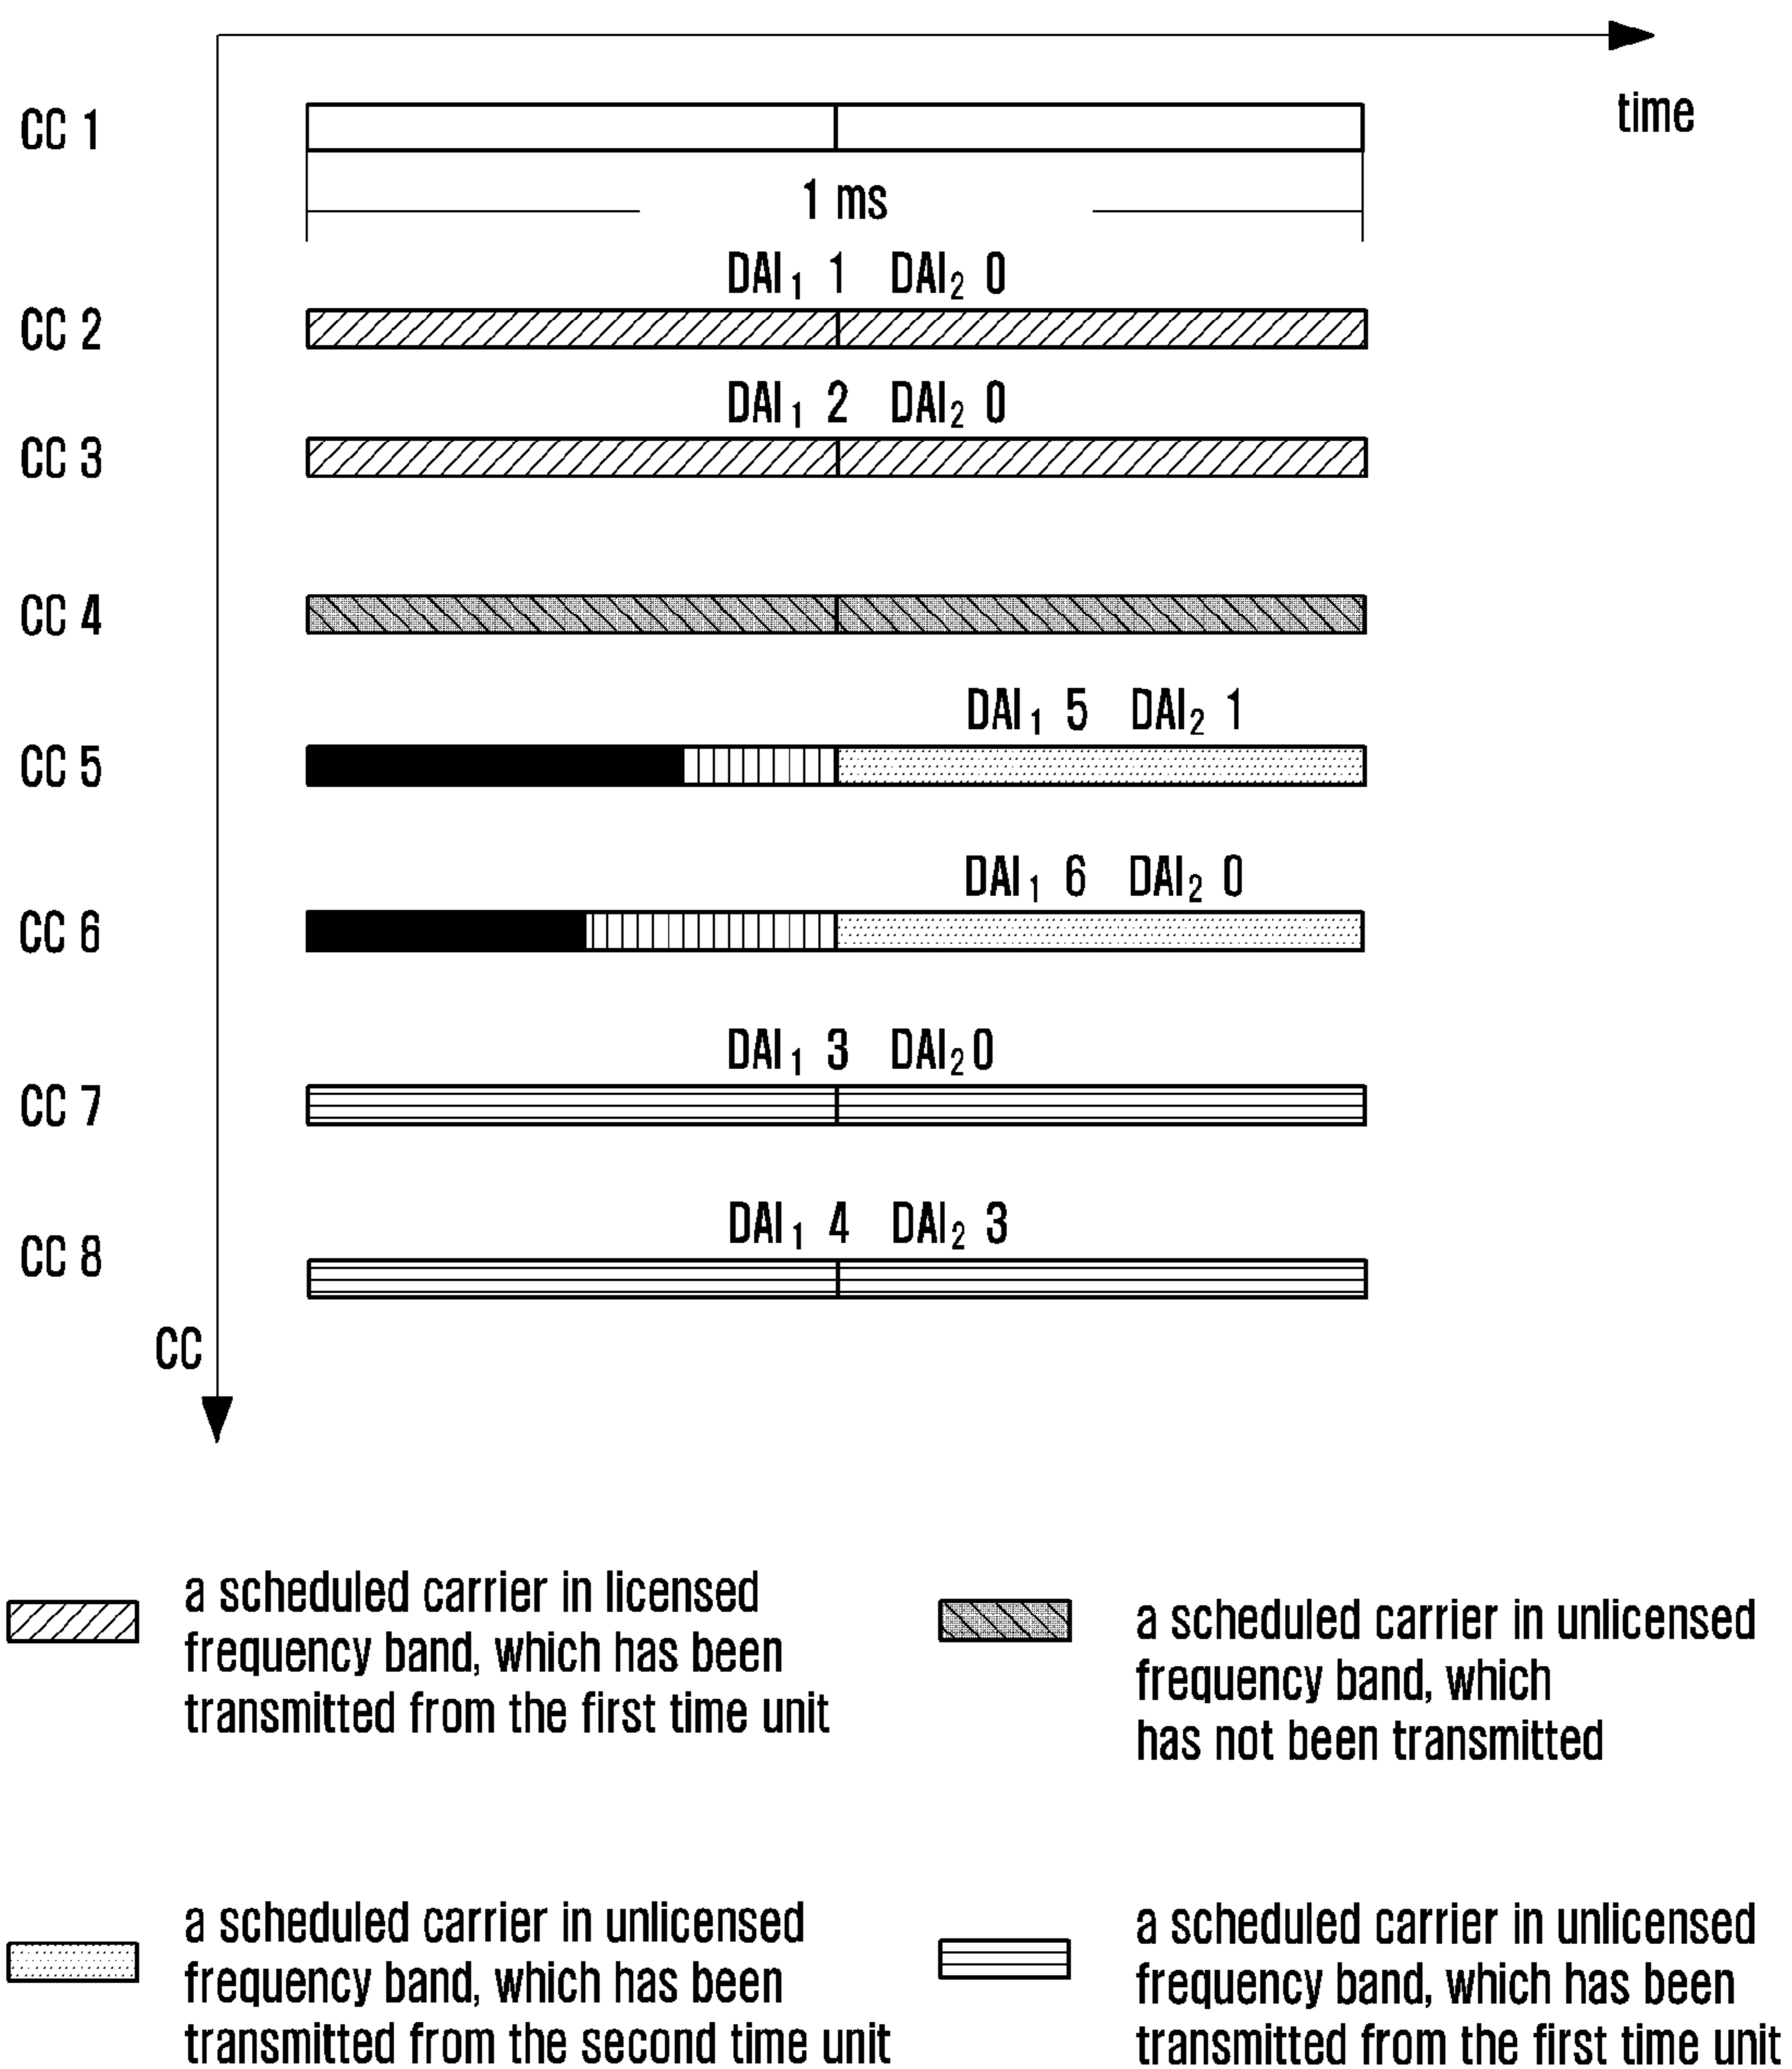 time
CC 1
1 ms
DAI₁ 1 DAI₂ 0
CC 2
DAI₁ 2 DAI₂ 0
CC 3
CC 4
DAI₁ 5 DAI₂ 1
CC 5
DAI₁ 6 DAI₂ 0
CC 6
DAI₁ 3 DAI₂ 0
CC 7
DAI₁ 4 DAI₂ 3
CC 8
CC
a scheduled carrier in licensed
frequency band, which has been
transmitted from the first time unit
a scheduled carrier in unlicensed
frequency band, which
has not been transmitted
a scheduled carrier in unlicensed
frequency band, which has been
transmitted from the second time unit
a scheduled carrier in unlicensed
frequency band, which has been
transmitted from the first time unit